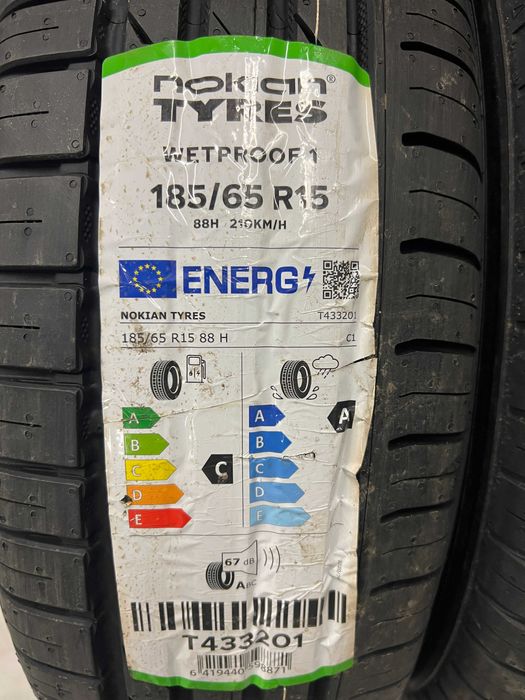 nokian®
TYRES
WETPROOF 1
185/65 R15
88H 210KM/H
ENERG
NOKIAN TYRES T433201
185/65 R15 88 H C1
A A A
B B
C C C
D D
E E
67 dB
ABC
T433201